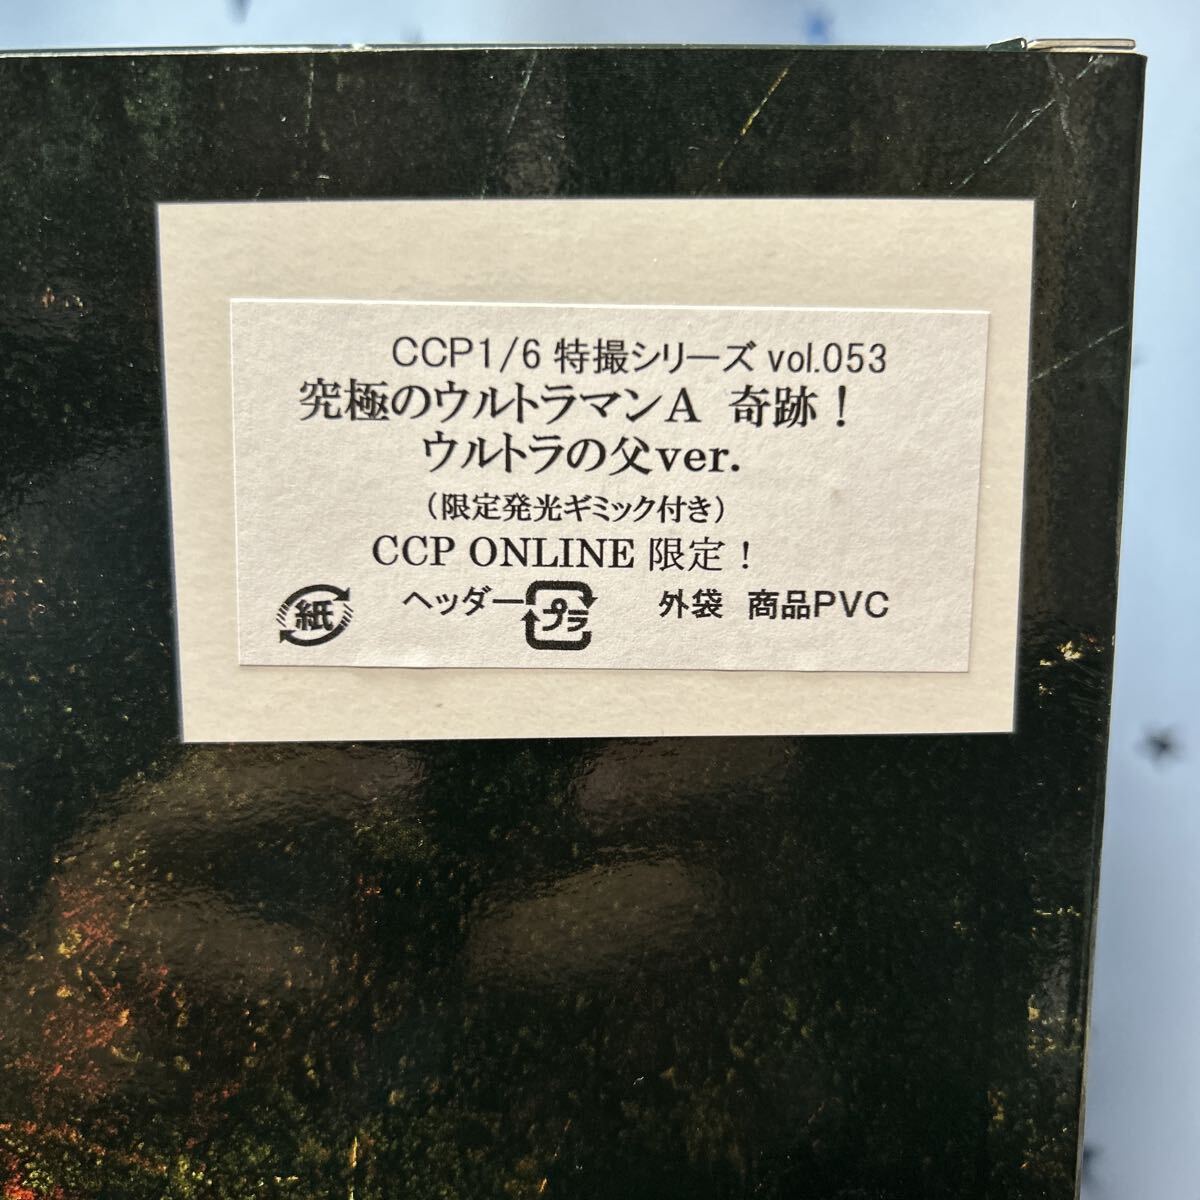 CCP1/6 特撮シリーズ vol.053
究極のウルトラマンA 奇跡！
ウルトラの父ver.
（限定発光ギミック付き）
CCP ONLINE 限定！
紙 ヘッダー プラ 外袋 商品PVC